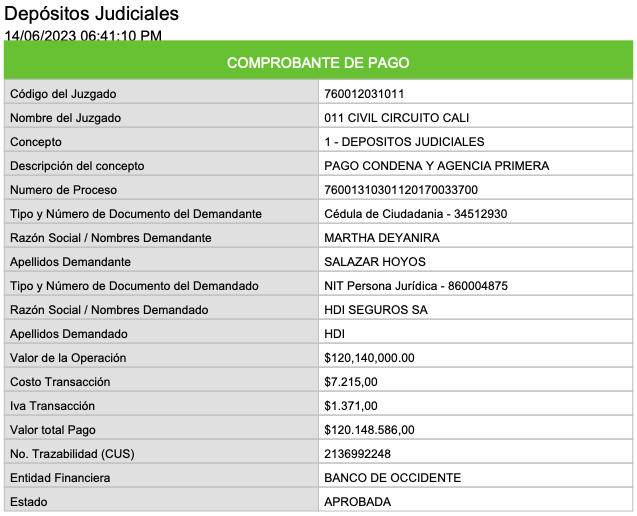 Depósitos Judiciales
14/06/2023 06:41:10 PM
COMPROBANTE DE PAGO
Código del Juzgado 760012031011
Nombre del Juzgado 011 CIVIL CIRCUITO CALI
Concepto 1 - DEPOSITOS JUDICIALES
Descripción del concepto PAGO CONDENA Y AGENCIA PRIMERA
Numero de Proceso 76001310301120170033700
Tipo y Número de Documento del Demandante Cédula de Ciudadania - 34512930
Razón Social / Nombres Demandante MARTHA DEYANIRA
Apellidos Demandante SALAZAR HOYOS
Tipo y Número de Documento del Demandado NIT Persona Jurídica - 860004875
Razón Social / Nombres Demandado HDI SEGUROS SA
Apellidos Demandado HDI
Valor de la Operación $120,140,000.00
Costo Transacción $7.215,00
Iva Transacción $1.371,00
Valor total Pago $120.148.586,00
No. Trazabilidad (CUS) 2136992248
Entidad Financiera BANCO DE OCCIDENTE
Estado APROBADA